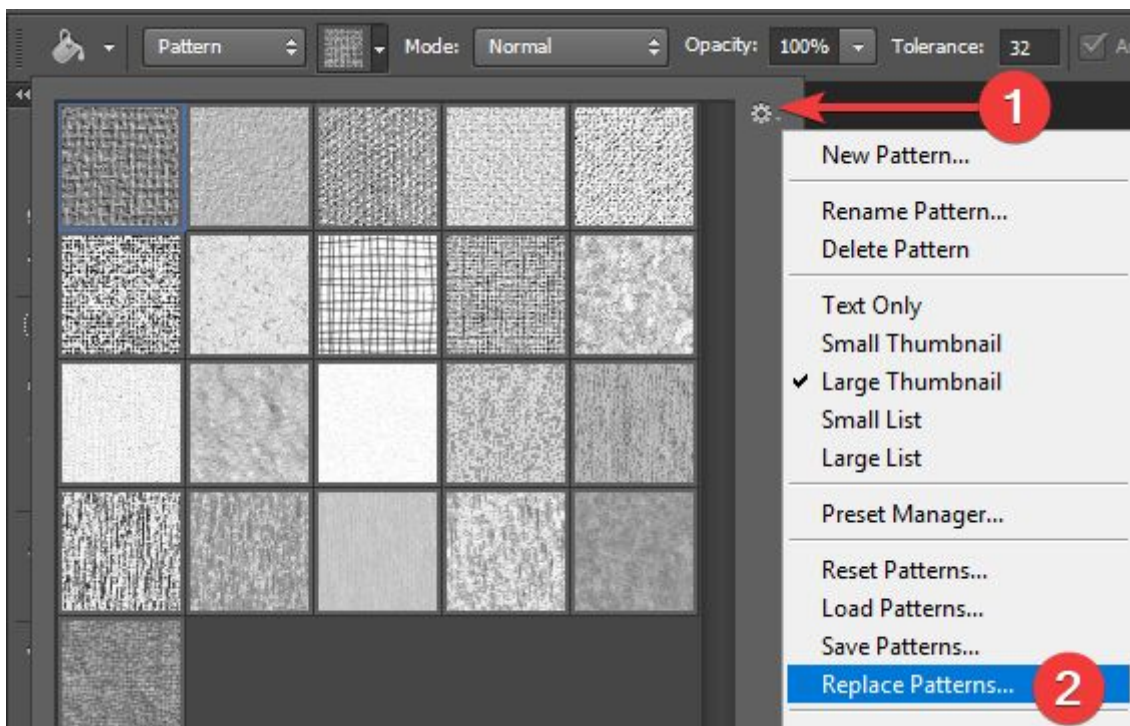 Pattern Mode: Normal Opacity: 100% Tolerance: 32
1
New Pattern...
Rename Pattern...
Delete Pattern
Text Only
Small Thumbnail
Large Thumbnail
Small List
Large List
Preset Manager...
Reset Patterns...
Load Patterns...
Save Patterns...
Replace Patterns... 2